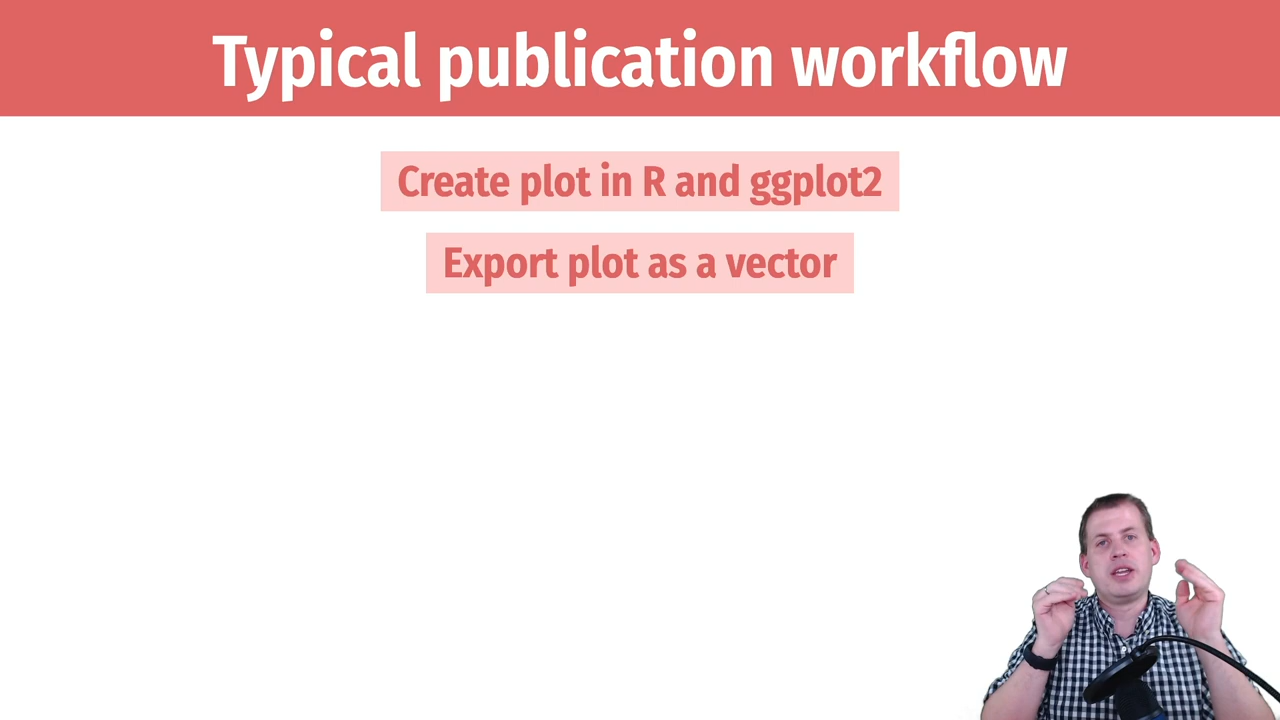 Typical publication workflow
Create plot in R and ggplot2
Export plot as a vector